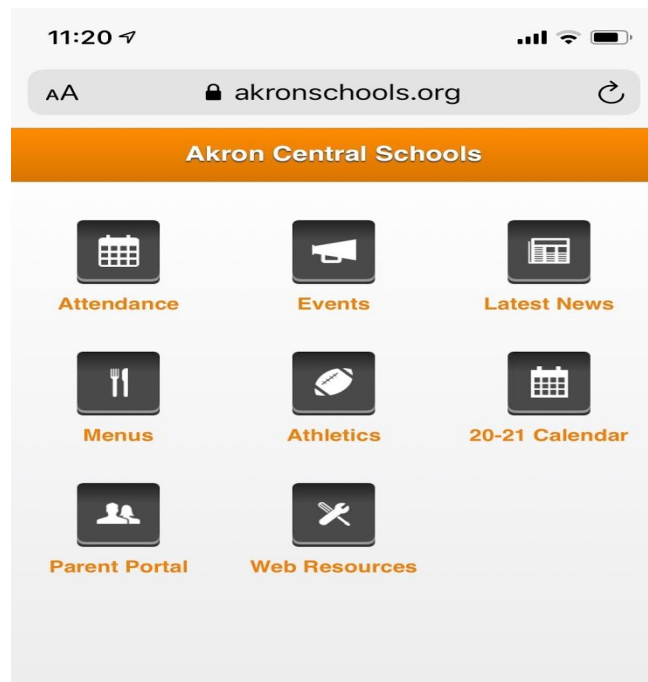 11:20
AA akronschools.org
Akron Central Schools
Attendance Events Latest News
Menus Athletics 20-21 Calendar
Parent Portal Web Resources